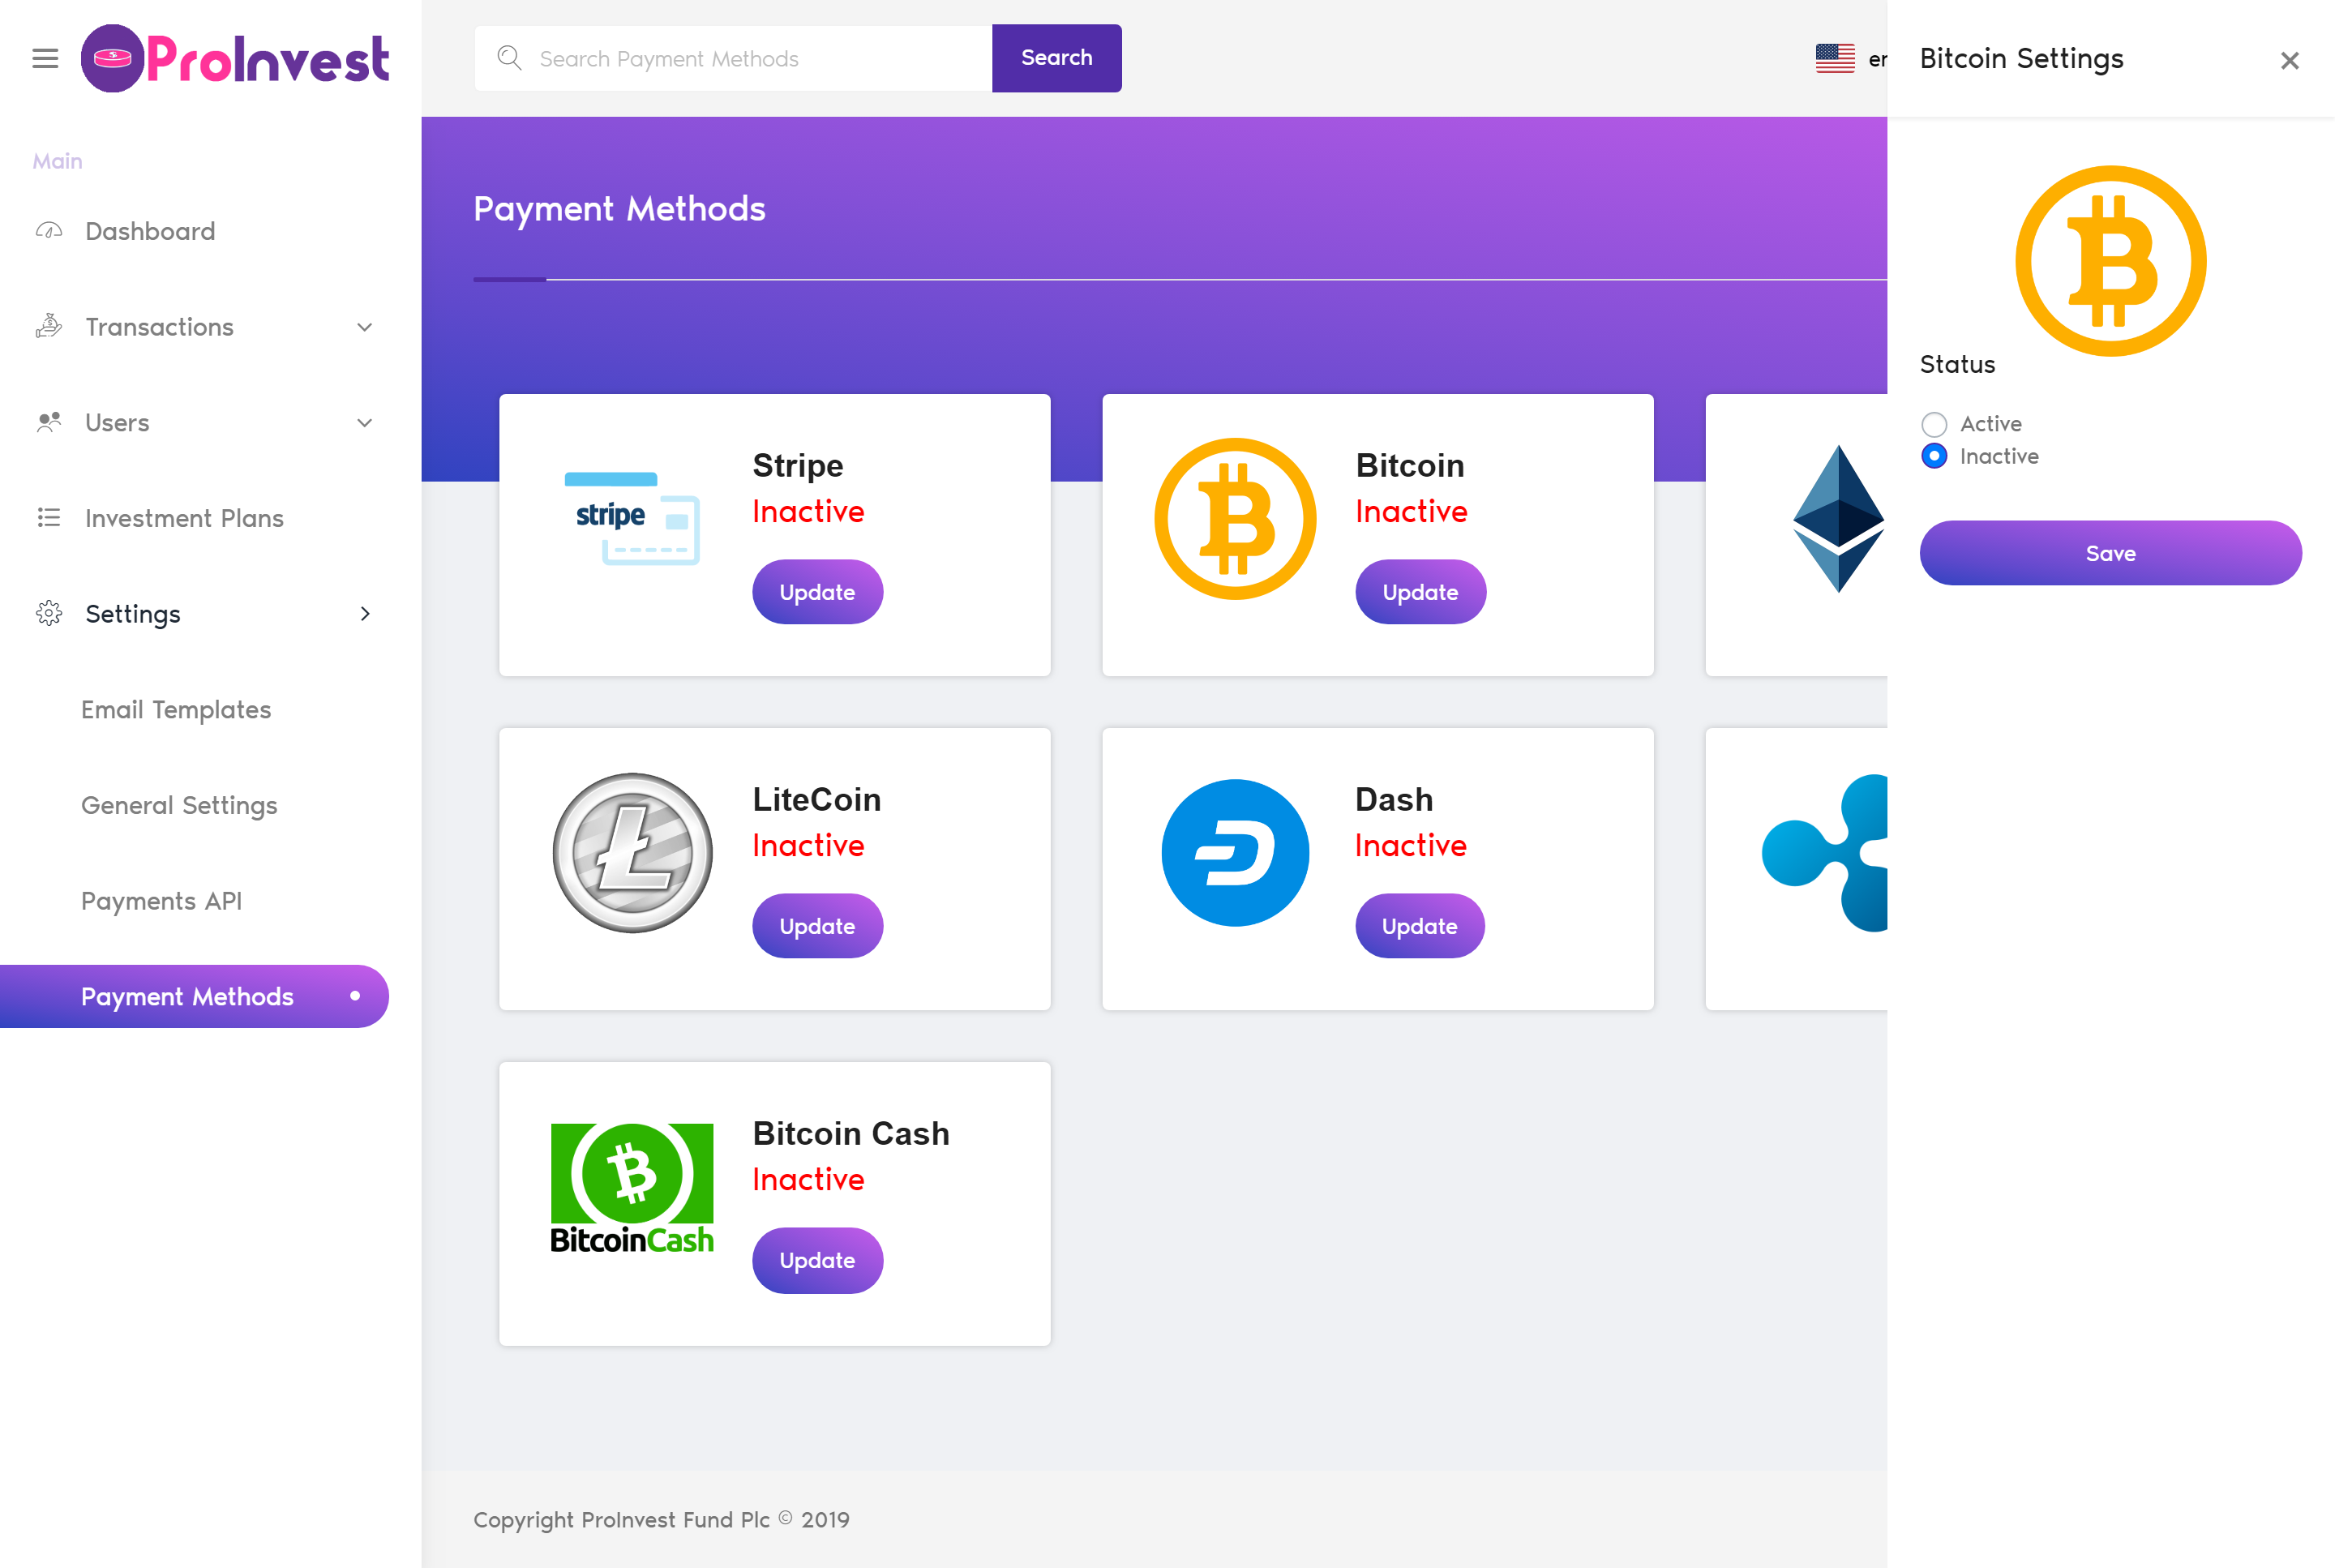 ProInvest
Search Payment Methods
Search
en
Bitcoin Settings
Main
Dashboard
Transactions
Users
Investment Plans
Settings
Email Templates
General Settings
Payments API
Payment Methods
Payment Methods
stripe
Stripe
Inactive
Update
Bitcoin
Inactive
Update
LiteCoin
Inactive
Update
Dash
Inactive
Update
BitcoinCash
Bitcoin Cash
Inactive
Update
Status
Active
Inactive
Save
Copyright ProInvest Fund Plc © 2019